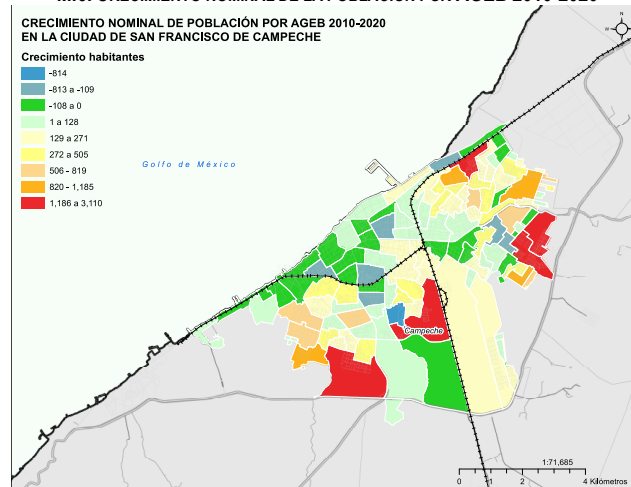 CRECIMIENTO NOMINAL DE POBLACIÓN POR AGEB 2010-2020
EN LA CIUDAD DE SAN FRANCISCO DE CAMPECHE
Crecimiento habitantes
-814
-813 a -109
-108 a 0
1 a 128
129 a 271
272 a 505
506 - 819
820 - 1,185
1,186 a 3,110
Golfo de México
N
Campeche
1:71,685
0 1 2 4 Kilómetros